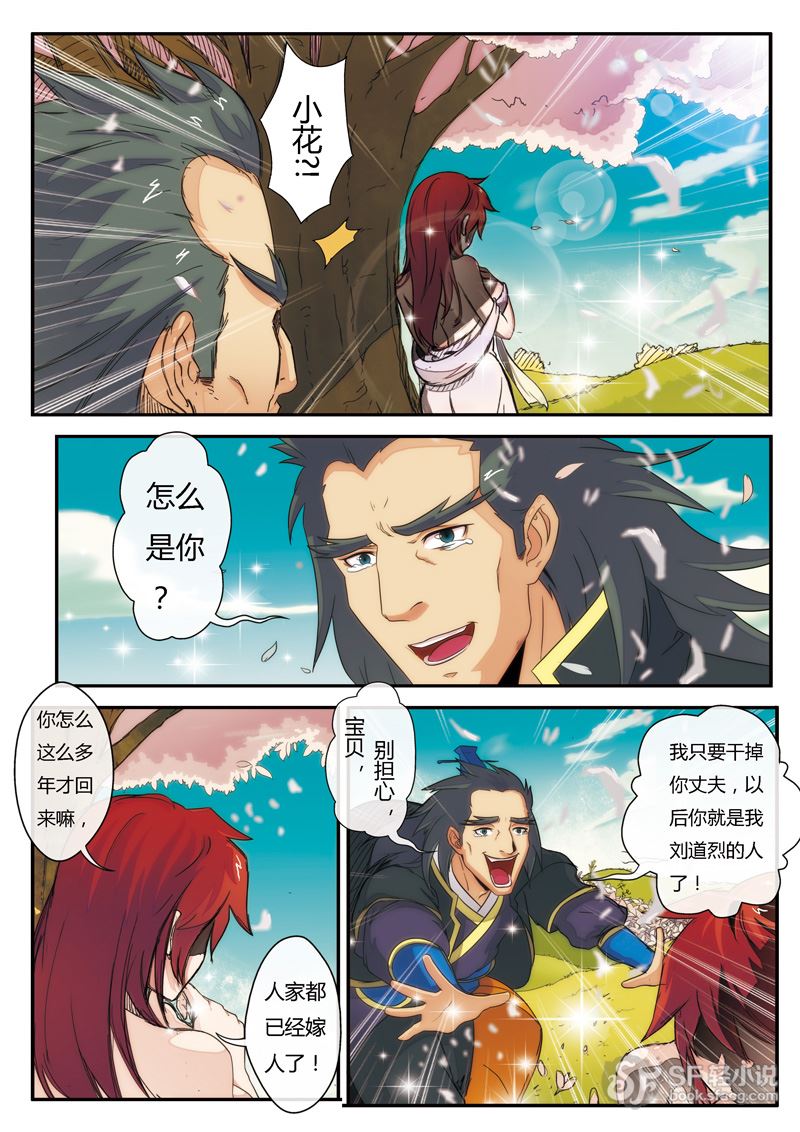 小花?!
怎么
是你
？
你怎么
这么多
年才回
来嘛，
人家都
已经嫁
人了！
别担心，
宝贝，
我只要干掉
你丈夫，以
后你就是我
刘道烈的人
了！
SF轻小说
book.sfacg.com